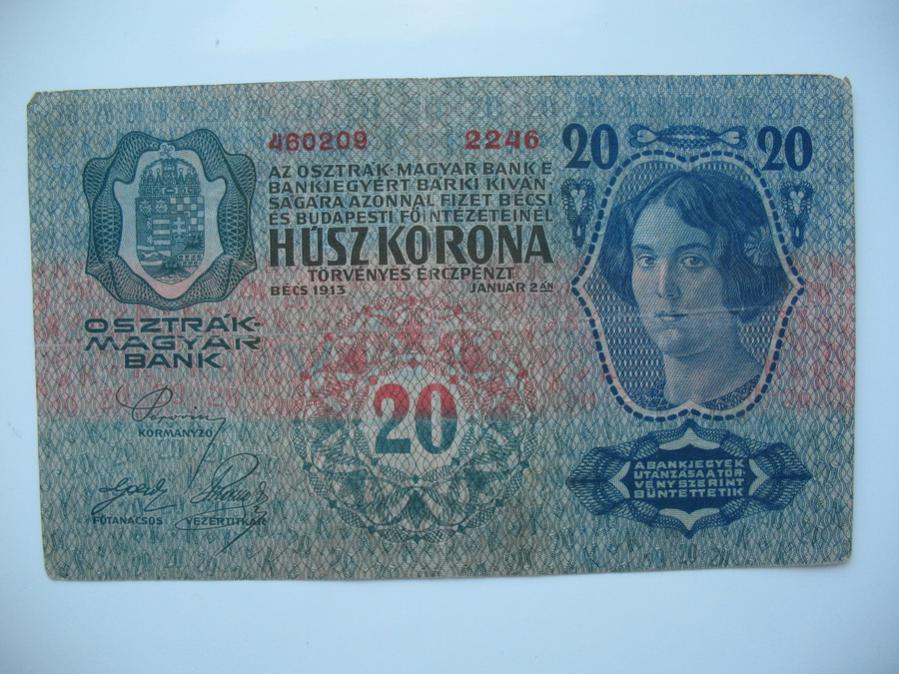 460209 2246
20 20
AZ OSZTRÁK-MAGYAR BANK E
BANKJEGYÉRT BÁRKI KÍVÁN-
SÁGÁRA AZONNAL FIZET BÉCSI
ÉS BUDAPESTI FŐINTÉZETEINÉL
HÚSZ KORONA
TÖRVÉNYES ÉRCZPÉNZT
BÉCS 1913 JANUÁR 2ÁN
OSZTRÁK-
MAGYAR
BANK
20
KORMÁNYZÓ
FŐTANÁCSOS VEZÉRTITKÁR
A BANKJEGYEK
UTÁNZÁSA A TÖR-
VÉNY SZERINT
BÜNTETTETIK